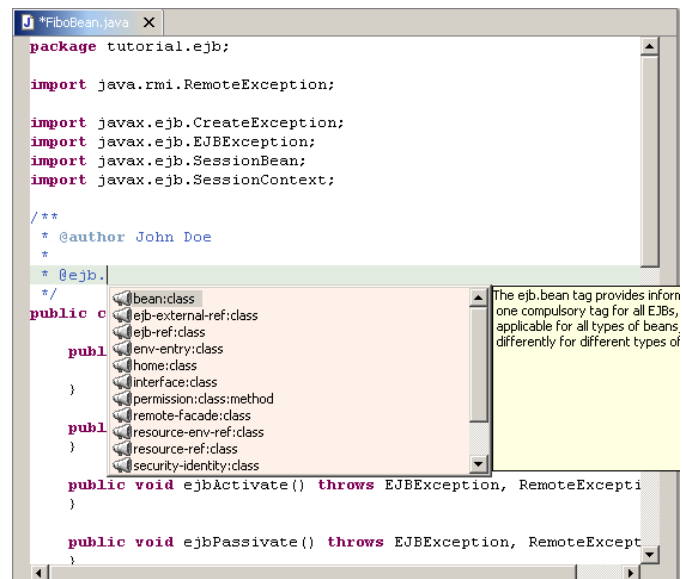 *FiboBean.java
package tutorial.ejb;
import java.rmi.RemoteException;
import javax.ejb.CreateException;
import javax.ejb.EJBException;
import javax.ejb.SessionBean;
import javax.ejb.SessionContext;
/**
* @author John Doe
*
* @ejb.
*/
bean:class
ejb-external-ref:class
ejb-ref:class
env-entry:class
home:class
interface:class
permission:class:method
remote-facade:class
resource-env-ref:class
resource-ref:class
security-identity:class
The ejb.bean tag provides inform
one compulsory tag for all EJBs,
applicable for all types of beans,
differently for different types of
public c
publ
}
publ
}
public void ejbActivate() throws EJBException, RemoteExcepti
}
public void ejbPassivate() throws EJBException, RemoteExcept
}